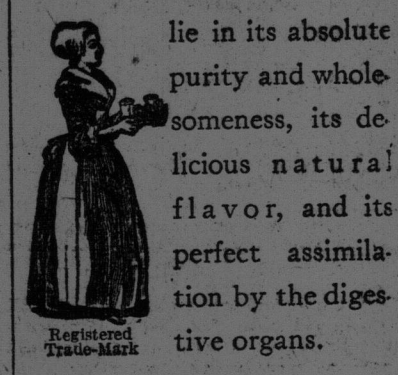 lie in its absolute
purity and whole-
someness, its de-
licious natural
flavor, and its
perfect assimila-
tion by the diges-
tive organs.
Registered
Trade-Mark